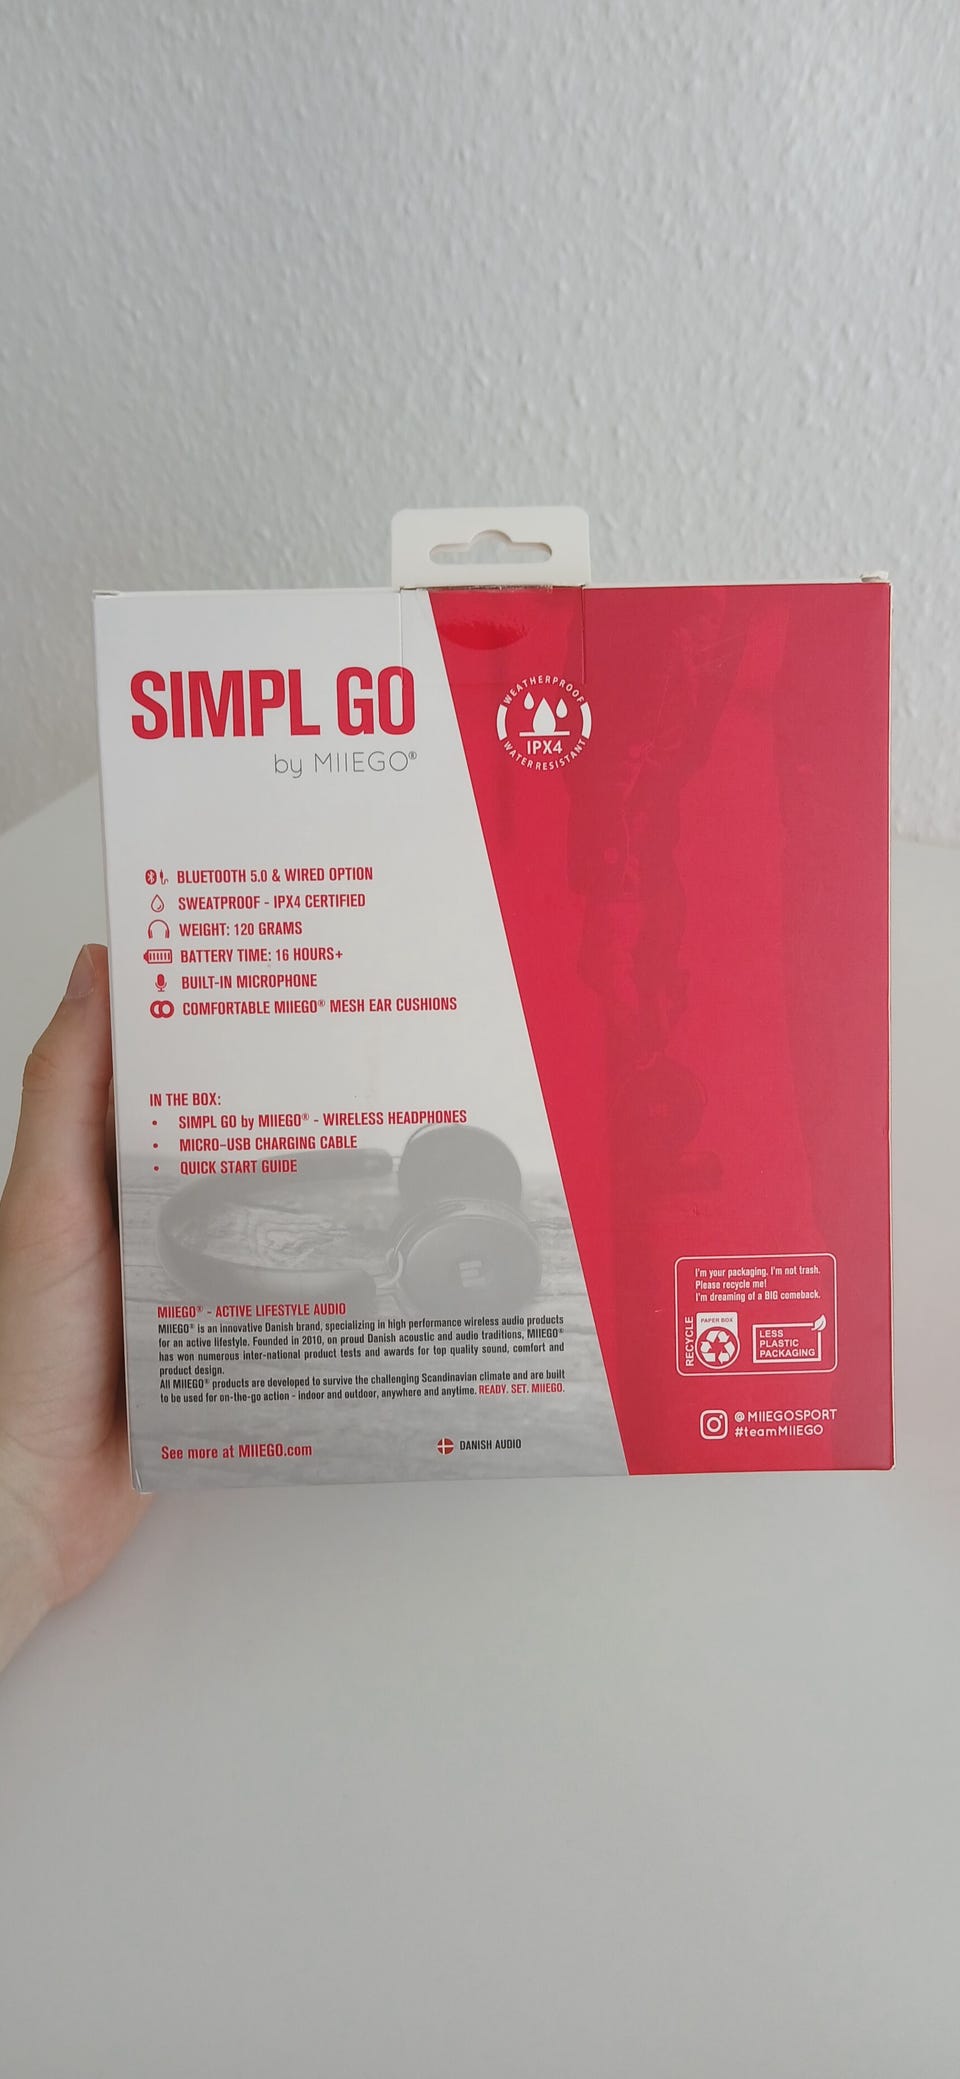 SIMPL GO
by MIIEGO®
WEATHERPROOF
IPX4
WATER RESISTANT
BLUETOOTH 5.0 & WIRED OPTION
SWEATPROOF - IPX4 CERTIFIED
WEIGHT: 120 GRAMS
BATTERY TIME: 16 HOURS+
BUILT-IN MICROPHONE
COMFORTABLE MIIEGO® MESH EAR CUSHIONS
IN THE BOX:
• SIMPL GO by MIIEGO® - WIRELESS HEADPHONES
• MICRO-USB CHARGING CABLE
• QUICK START GUIDE
MIIEGO® - ACTIVE LIFESTYLE AUDIO
MIIEGO® is an innovative Danish brand, specializing in high performance wireless audio products
for an active lifestyle. Founded in 2010, on proud Danish acoustic and audio traditions, MIIEGO®
has won numerous inter-national product tests and awards for top quality sound, comfort and
product design.
All MIIEGO® products are developed to survive the challenging Scandinavian climate and are built
to be used for on-the-go action - indoor and outdoor, anywhere and anytime. READY. SET. MIIEGO.
See more at MIIEGO.com
DANISH AUDIO
I'm your packaging. I'm not trash.
Please recycle me!
I'm dreaming of a BIG comeback.
RECYCLE
PAPER BOX
LESS
PLASTIC
PACKAGING
@MIIEGOSPORT
#teamMIIEGO